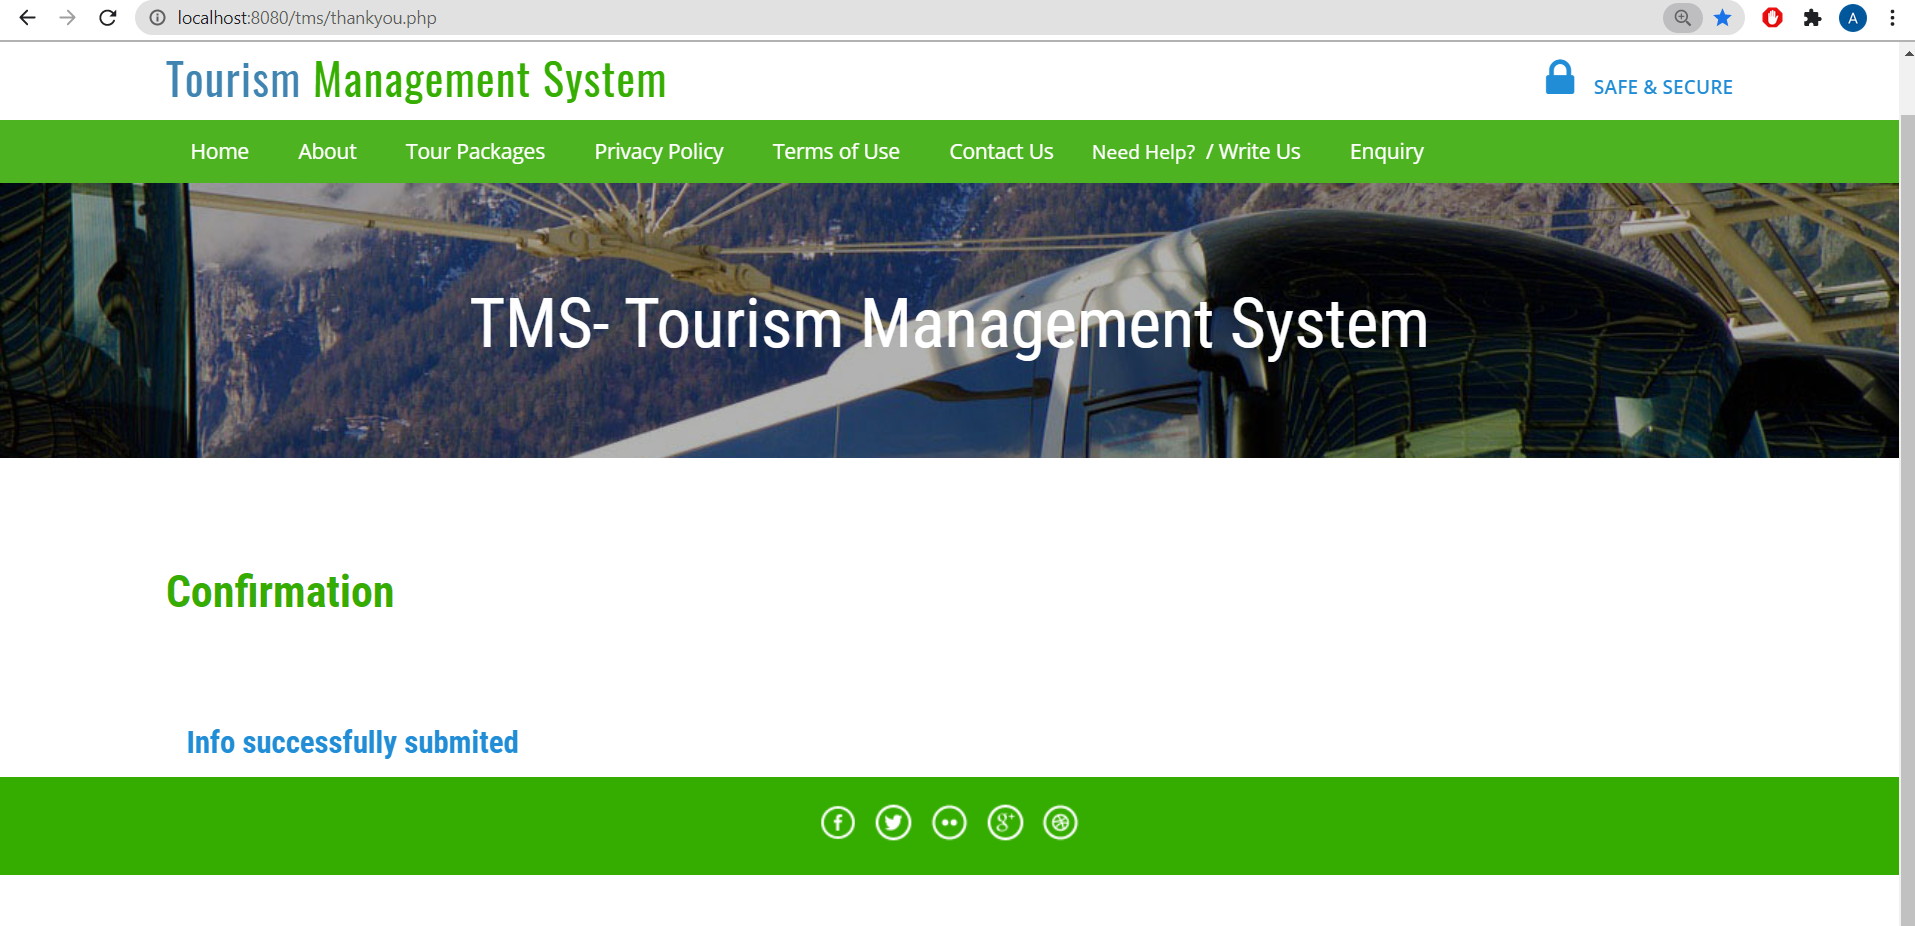 localhost:8080/tms/thankyou.php
A
Tourism Management System
SAFE & SECURE
Home About Tour Packages Privacy Policy Terms of Use Contact Us Need Help? / Write Us Enquiry
TMS- Tourism Management System
Confirmation
Info successfully submited